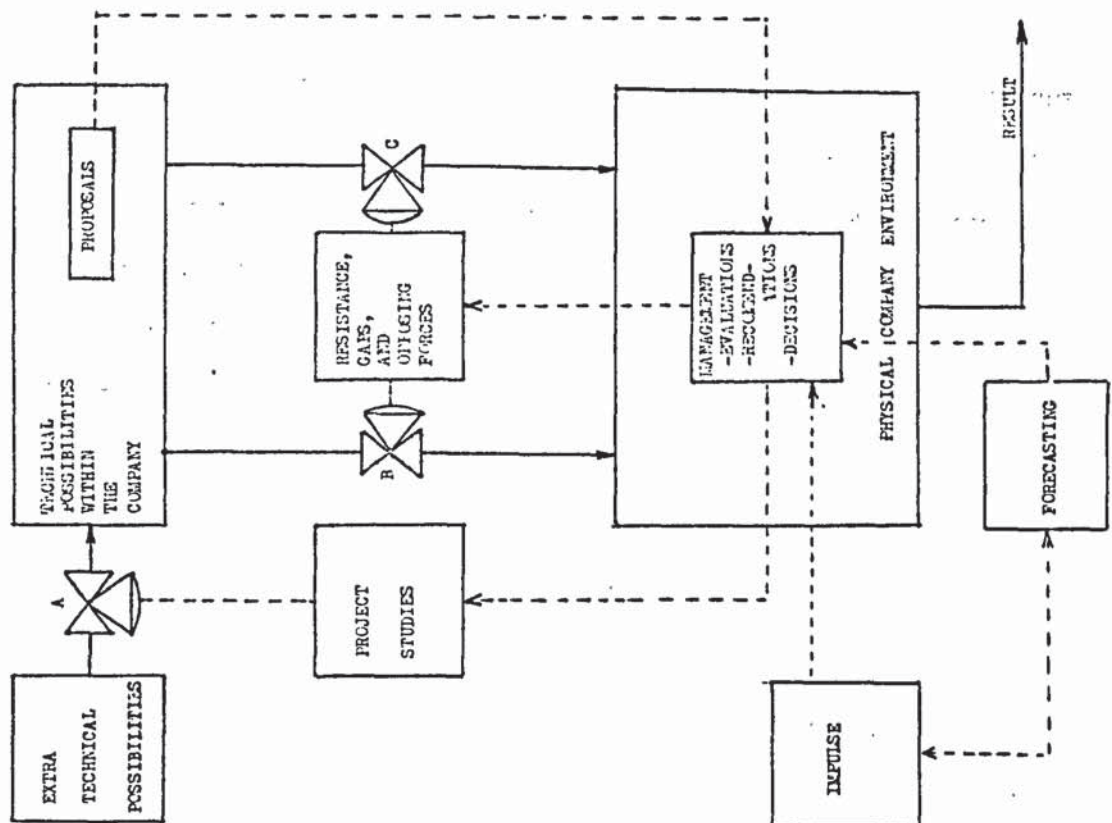 EXTRA
TECHNICAL
POSSIBILITIES
A
TECHNICAL
POSSIBILITIES
WITHIN
THE
COMPANY
PROPOSALS
PROJECT
STUDIES
B
RESISTANCE,
GAPS,
AND
OPPOSING
FORCES
C
IMPULSE
MANAGEMENT
-EVALUATIONS
-RECOMMEND-
ATIONS
-DECISIONS
PHYSICAL COMPANY ENVIRONMENT
FORECASTING
RESULT